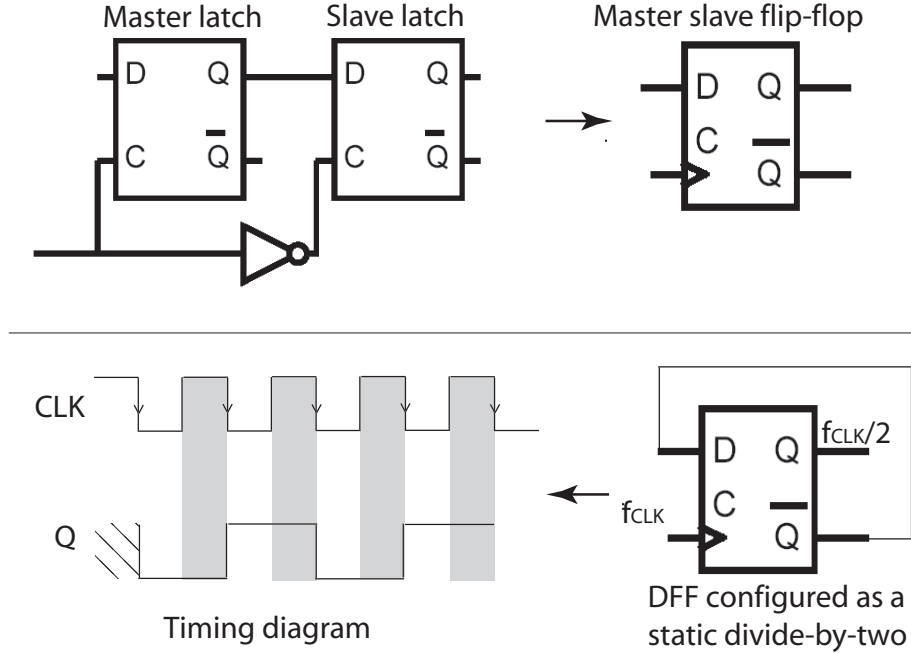 Master latch
Slave latch
Master slave flip-flop
D Q
C Q
D Q
C Q
D Q
C
Q
CLK
Q
Timing diagram
fCLK
D Q
C
Q
fCLK/2
DFF configured as a
static divide-by-two